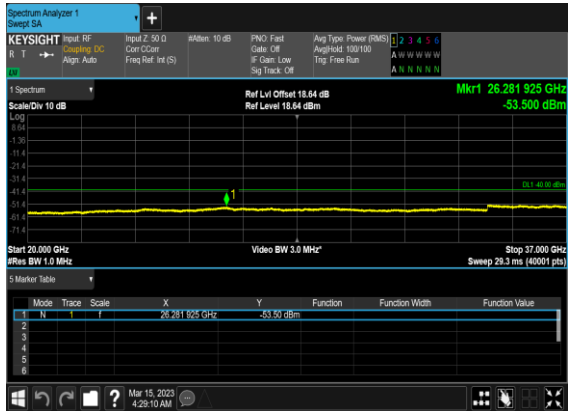 Spectrum Analyzer 1
Swept SA
KEYSIGHT Input: RF Input Z: 50 Ω #Atten: 10 dB PNO: Fast Avg Type: Power (RMS) 1 2 3 4 5 6
R T Coupling: DC Corr CCorr Gate: Off Avg|Hold: 100/100 A W W W W W
Align: Auto Freq Ref: Int (S) IF Gain: Low Trig: Free Run
LXI Sig Track: Off A N N N N N
1 Spectrum Ref Lvl Offset 18.64 dB Mkr1 26.281 925 GHz
Scale/Div 10 dB Ref Level 18.64 dBm -53.500 dBm
Log
8.64
-1.36
-11.4
-21.4
-31.4
DL1 -40.00 dBm
-41.4
1
-51.4
-61.4
-71.4
Start 20.000 GHz Video BW 3.0 MHz* Stop 37.000 GHz
#Res BW 1.0 MHz Sweep 29.3 ms (40001 pts)
5 Marker Table
Mode Trace Scale X Y Function Function Width Function Value
1 N 1 f 26.281 925 GHz -53.50 dBm
2
3
4
5
6
? Mar 15, 2023
4:29:10 AM